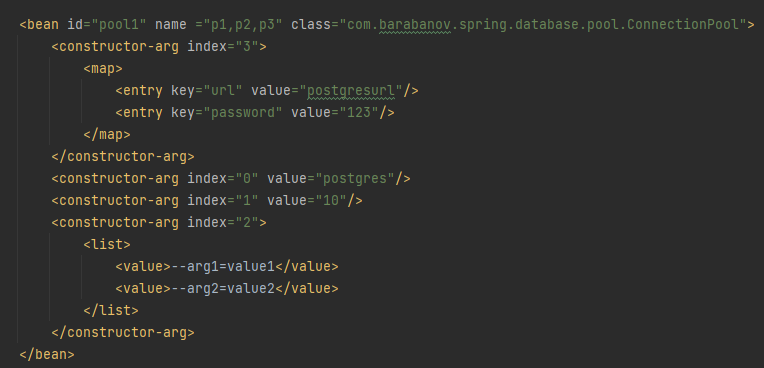 <bean id="pool1" name ="p1,p2,p3" class="com.barabanov.spring.database.pool.ConnectionPool">
    <constructor-arg index="3">
        <map>
            <entry key="url" value="postgresurl"/>
            <entry key="password" value="123"/>
        </map>
    </constructor-arg>
    <constructor-arg index="0" value="postgres"/>
    <constructor-arg index="1" value="10"/>
    <constructor-arg index="2">
        <list>
            <value>--arg1=value1</value>
            <value>--arg2=value2</value>
        </list>
    </constructor-arg>
</bean>